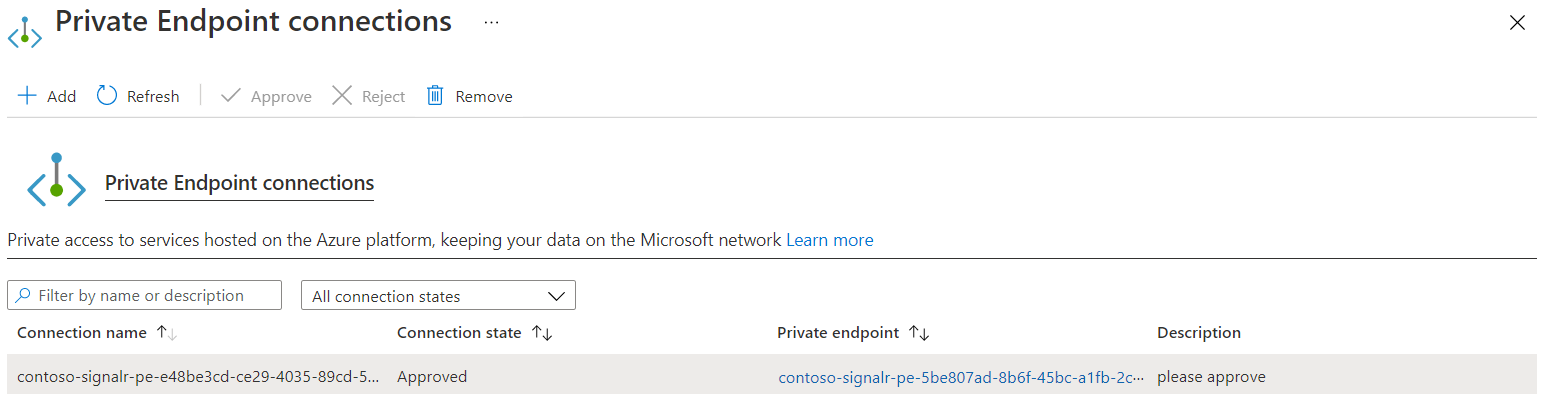 Private Endpoint connections ...
Add Refresh Approve Reject Remove
Private Endpoint connections
Private access to services hosted on the Azure platform, keeping your data on the Microsoft network Learn more
Filter by name or description All connection states
Connection name Connection state Private endpoint Description
contoso-signalr-pe-e48be3cd-ce29-4035-89cd-5... Approved contoso-signalr-pe-5be807ad-8b6f-45bc-a1fb-2c... please approve